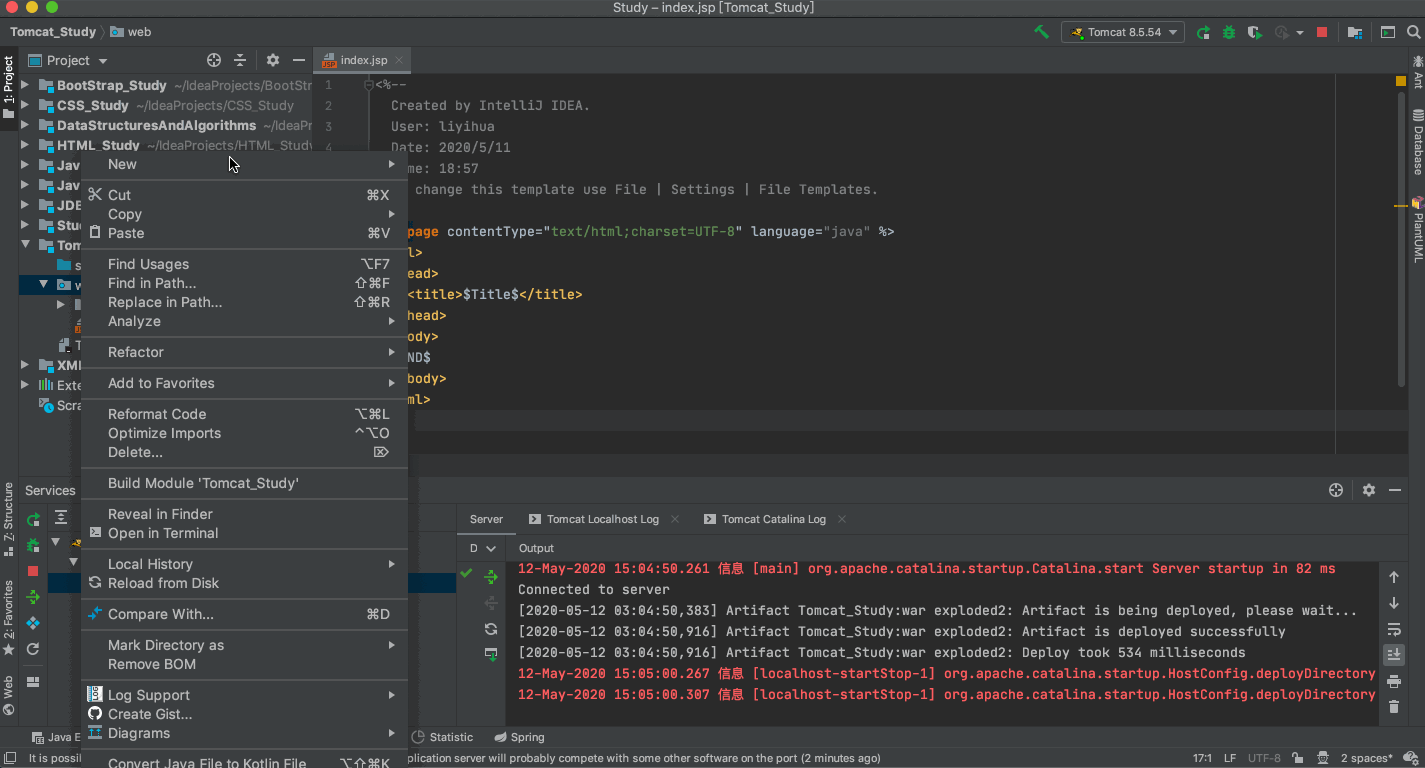 Study – index.jsp [Tomcat_Study]
Tomcat_Study
web
Tomcat 8.5.54
1: Project
Project
index.jsp
BootStrap_Study ~/IdeaProjects/BootStr
CSS_Study ~/IdeaProjects/CSS_Study
DataStructuresAndAlgorithms ~/IdeaPr
HTML_Study ~/IdeaProjects/HTML_Study
Jav
Jav
JDB
Stu
Tom
s
w
T
XML
Exte
Scra
1
2
3
4
<%--
Created by IntelliJ IDEA.
User: liyihua
Date: 2020/5/11
me: 18:57
change this template use File | Settings | File Templates.
page contentType="text/html;charset=UTF-8" language="java" %>
l>
ead>
<title>$Title$</title>
head>
ody>
ND$
body>
ml>
Ant
Database
PlantUML
New
Cut ⌘X
Copy
Paste ⌘V
Find Usages ⌥F7
Find in Path... ⇧⌘F
Replace in Path... ⇧⌘R
Analyze
Refactor
Add to Favorites
Reformat Code ⌥⌘L
Optimize Imports ^⌥O
Delete... ⌦
Build Module 'Tomcat_Study'
Reveal in Finder
Open in Terminal
Local History
Reload from Disk
Compare With... ⌘D
Mark Directory as
Remove BOM
Log Support
Create Gist...
Diagrams
Convert Java File to Kotlin File ⌥⇧⌘K
Z: Structure
2: Favorites
Web
Services
Server
Tomcat Localhost Log
Tomcat Catalina Log
D
Output
12-May-2020 15:04:50.261 信息 [main] org.apache.catalina.startup.Catalina.start Server startup in 82 ms
Connected to server
[2020-05-12 03:04:50,383] Artifact Tomcat_Study:war exploded2: Artifact is being deployed, please wait...
[2020-05-12 03:04:50,916] Artifact Tomcat_Study:war exploded2: Artifact is deployed successfully
[2020-05-12 03:04:50,916] Artifact Tomcat_Study:war exploded2: Deploy took 534 milliseconds
12-May-2020 15:05:00.267 信息 [localhost-startStop-1] org.apache.catalina.startup.HostConfig.deployDirectory
12-May-2020 15:05:00.307 信息 [localhost-startStop-1] org.apache.catalina.startup.HostConfig.deployDirectory
Java E
Statistic
Spring
It is possil
plication server will probably compete with some other software on the port (2 minutes ago)
17:1 LF UTF-8 2 spaces*